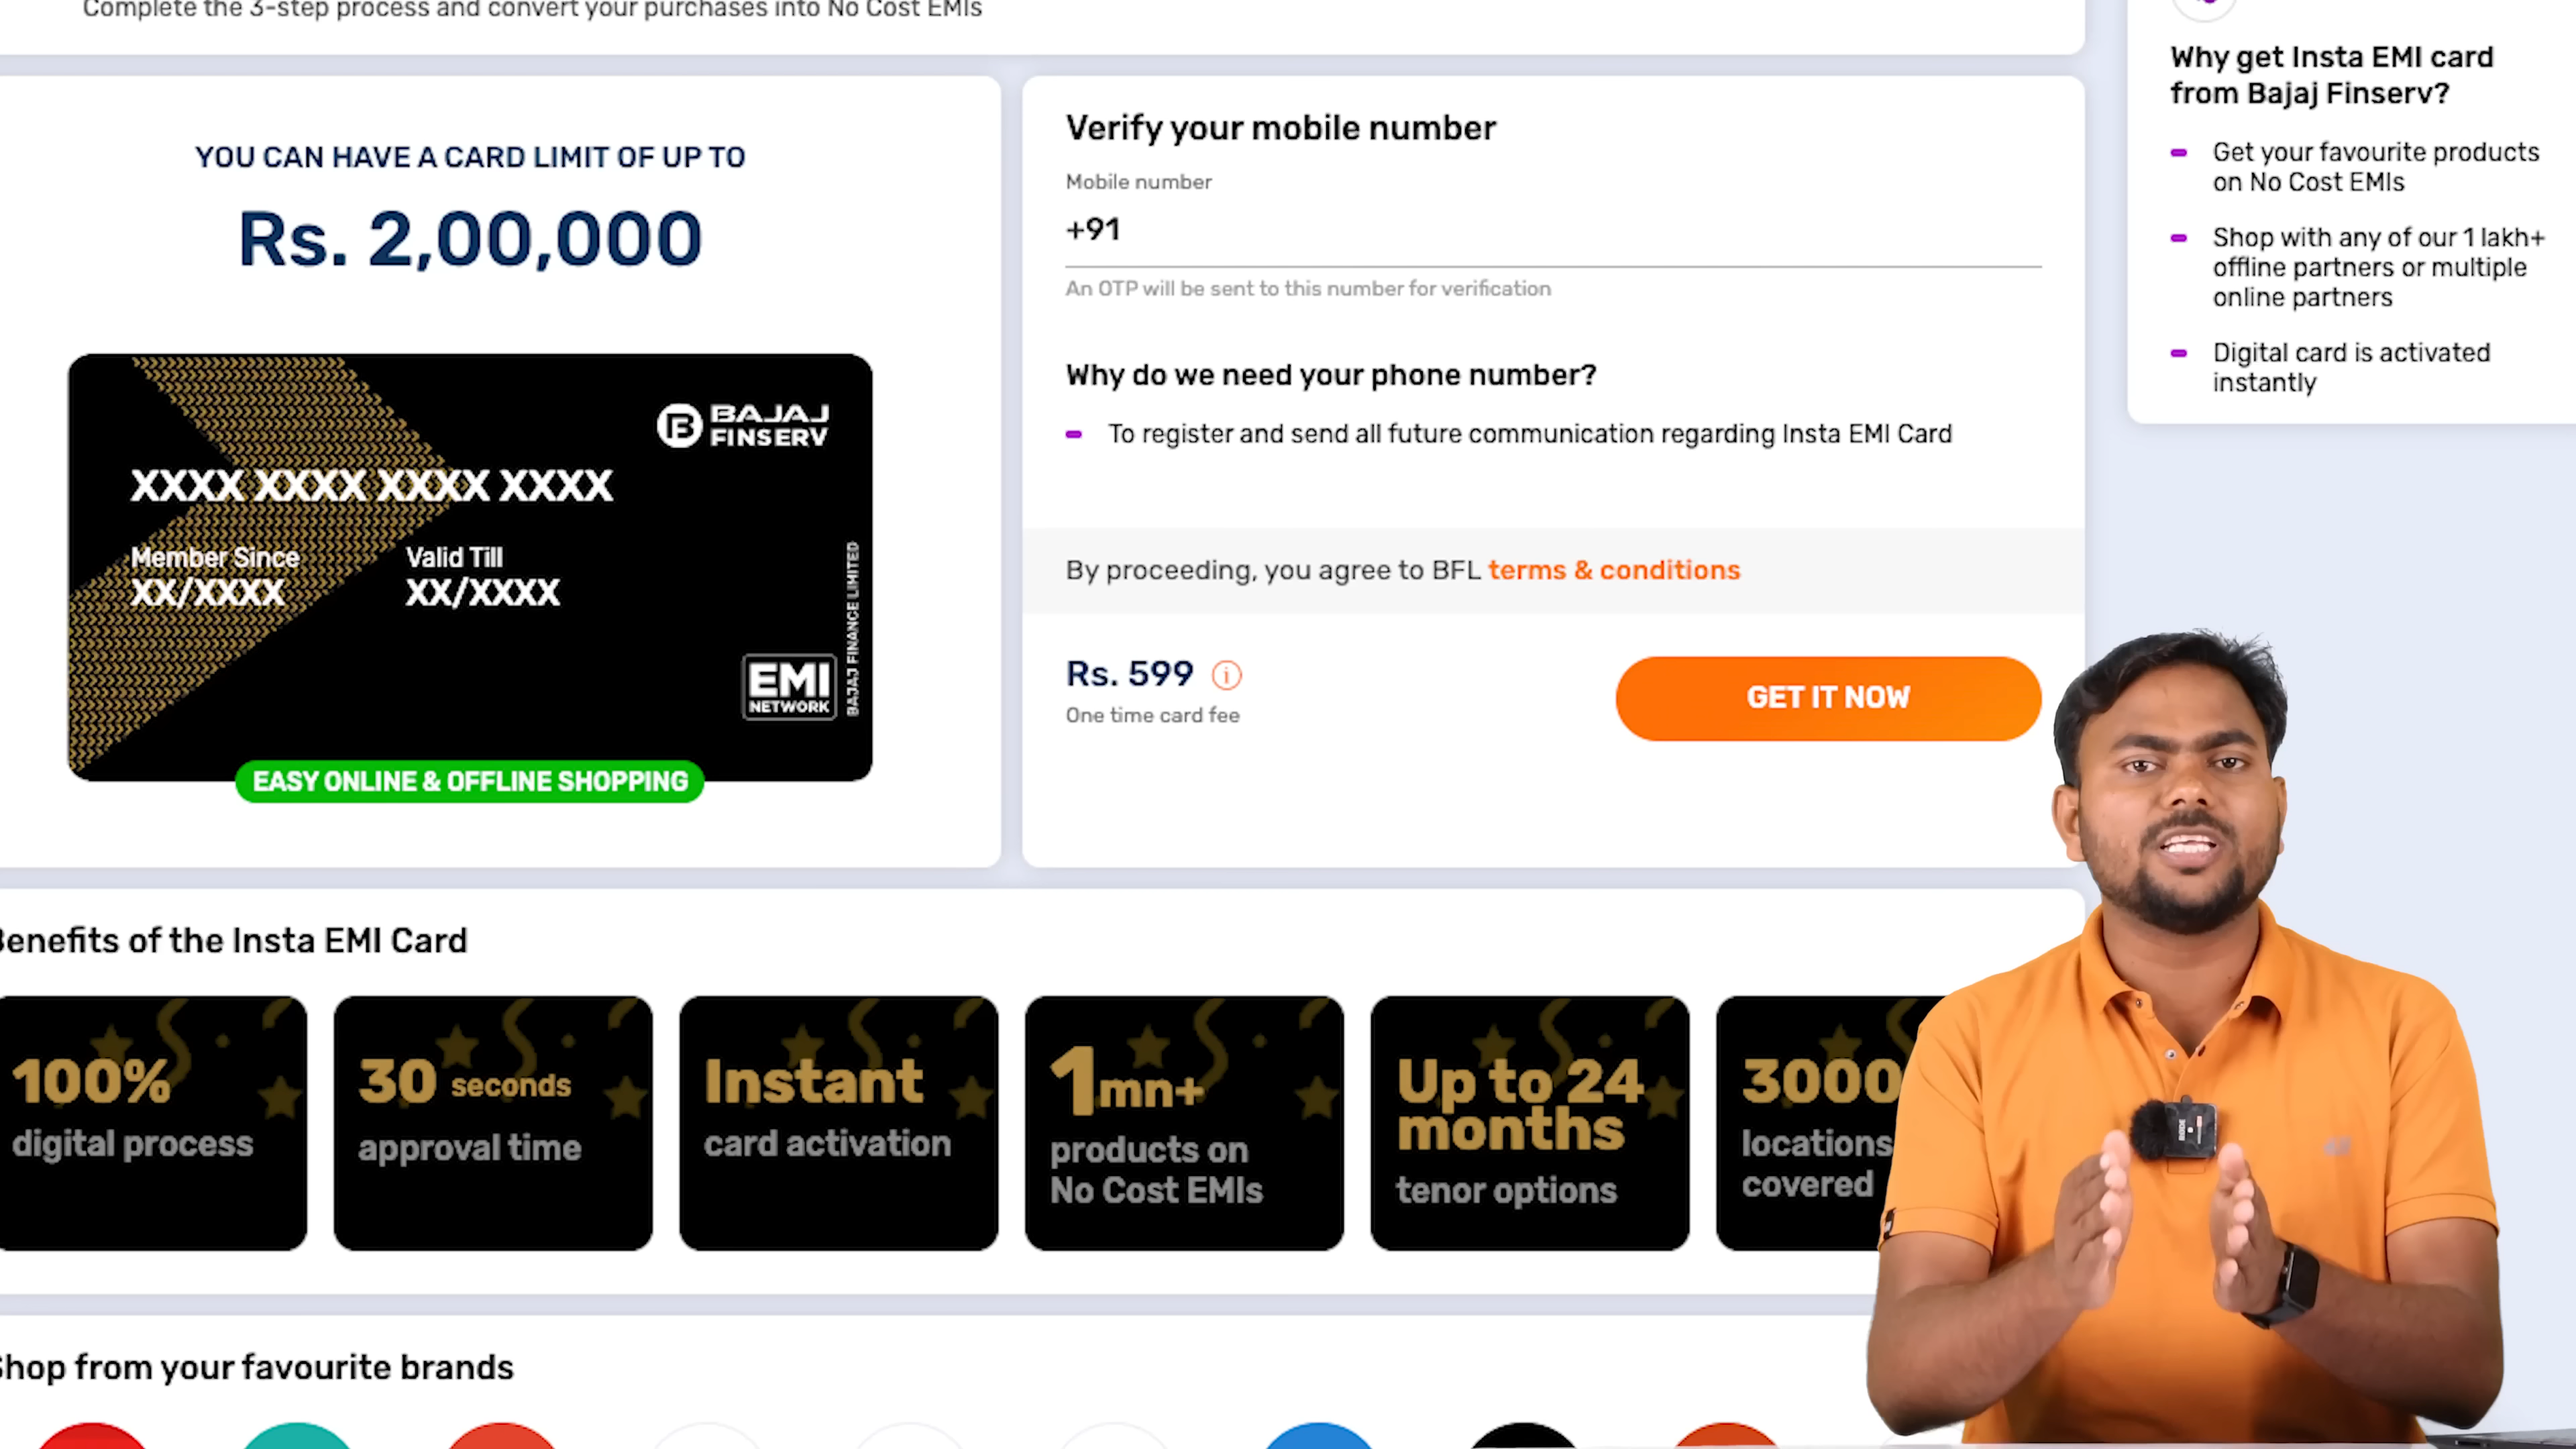 Complete the 3-step process and convert your purchases into No Cost EMIs
YOU CAN HAVE A CARD LIMIT OF UP TO
Rs. 2,00,000
BAJAJ
FINSERV
XXXX XXXX XXXX XXXX
Member Since
XX/XXXX
Valid Till
XX/XXXX
BAJAJ FINANCE LIMITED
EMI
NETWORK
EASY ONLINE & OFFLINE SHOPPING
Verify your mobile number
Mobile number
+91
An OTP will be sent to this number for verification
Why do we need your phone number?
To register and send all future communication regarding Insta EMI Card
By proceeding, you agree to BFL terms & conditions
Rs. 599
One time card fee
GET IT NOW
Why get Insta EMI card
from Bajaj Finserv?
Get your favourite products
on No Cost EMIs
Shop with any of our 1 lakh+
offline partners or multiple
online partners
Digital card is activated
instantly
Benefits of the Insta EMI Card
100%
digital process
30 seconds
approval time
Instant
card activation
1mn+
products on
No Cost EMIs
Up to 24
months
tenor options
3000
locations
covered
Shop from your favourite brands